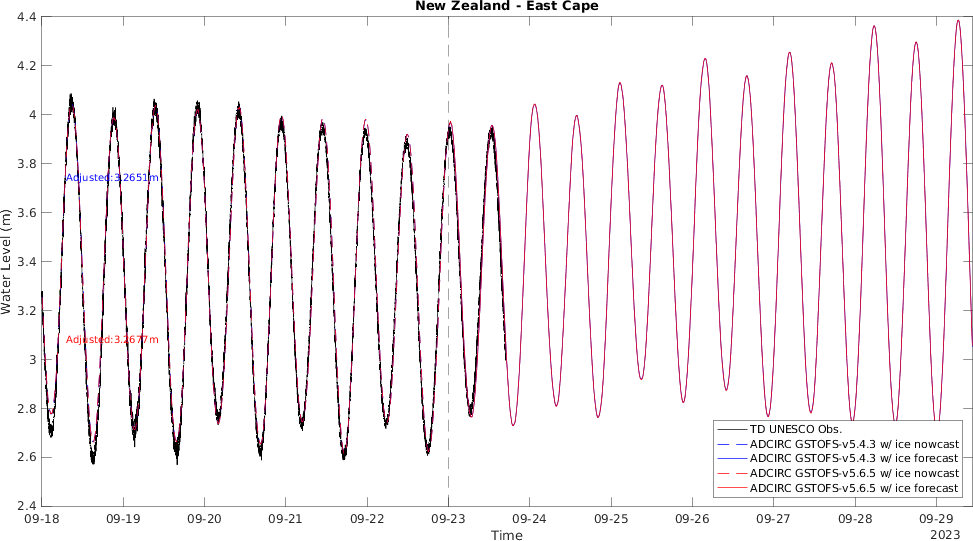 New Zealand - East Cape
4.4
4.2
4
3.8
3.6
3.4
3.2
3
2.8
2.6
2.4
Water Level (m)
Adjusted:3.2651m
Adjusted:3.2677m
TD UNESCO Obs.
ADCIRC GSTOFS-v5.4.3 w/ ice nowcast
ADCIRC GSTOFS-v5.4.3 w/ ice forecast
ADCIRC GSTOFS-v5.6.5 w/ ice nowcast
ADCIRC GSTOFS-v5.6.5 w/ ice forecast
09-18 09-19 09-20 09-21 09-22 09-23 09-24 09-25 09-26 09-27 09-28 09-29
2023
Time